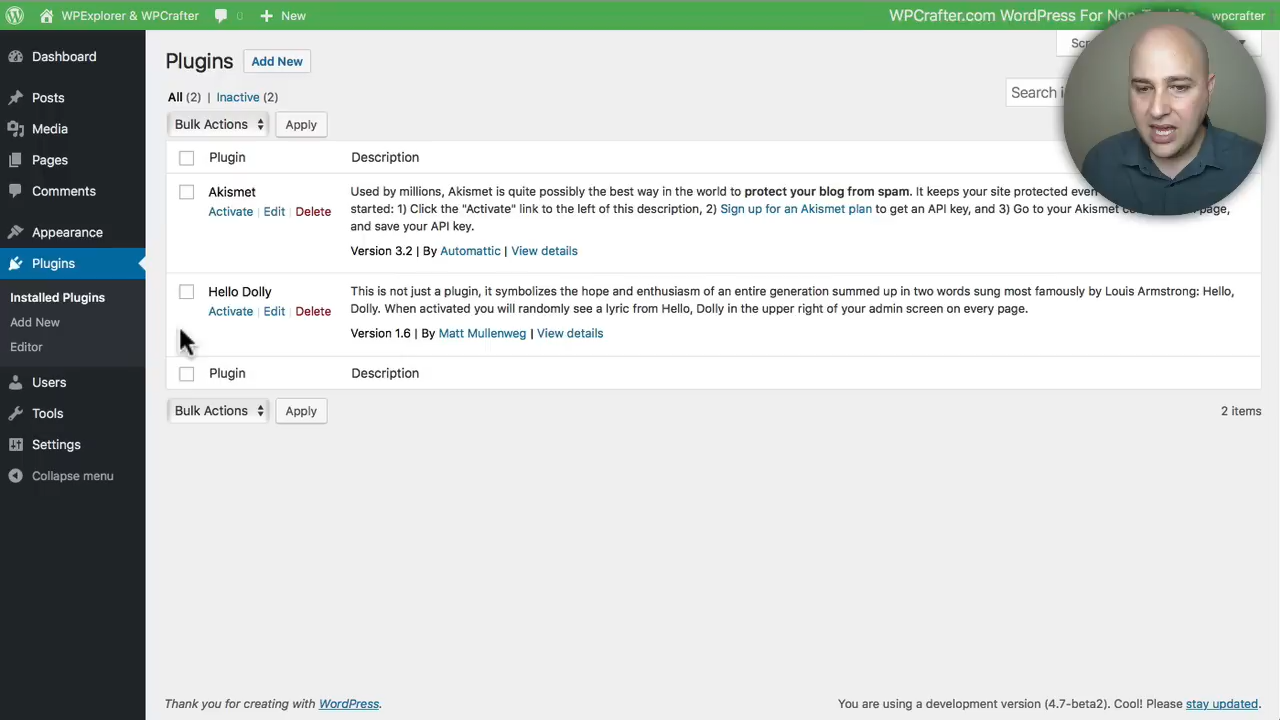 WPExplorer & WPCrafter
New
WPCrafter.com WordPress For Non-
wpcrafter
Dashboard
Posts
Media
Pages
Comments
Appearance
Plugins
Installed Plugins
Add New
Editor
Users
Tools
Settings
Collapse menu
Plugins Add New
All (2) | Inactive (2)
Search i
Bulk Actions Apply
Plugin Description
Akismet
Activate | Edit | Delete
Used by millions, Akismet is quite possibly the best way in the world to protect your blog from spam. It keeps your site protected even
started: 1) Click the "Activate" link to the left of this description, 2) Sign up for an Akismet plan to get an API key, and 3) Go to your Akismet page,
and save your API key.
Version 3.2 | By Automattic | View details
Hello Dolly
Activate | Edit | Delete
This is not just a plugin, it symbolizes the hope and enthusiasm of an entire generation summed up in two words sung most famously by Louis Armstrong: Hello,
Dolly. When activated you will randomly see a lyric from Hello, Dolly in the upper right of your admin screen on every page.
Version 1.6 | By Matt Mullenweg | View details
Plugin Description
Bulk Actions Apply
2 items
Thank you for creating with WordPress.
You are using a development version (4.7-beta2). Cool! Please stay updated.